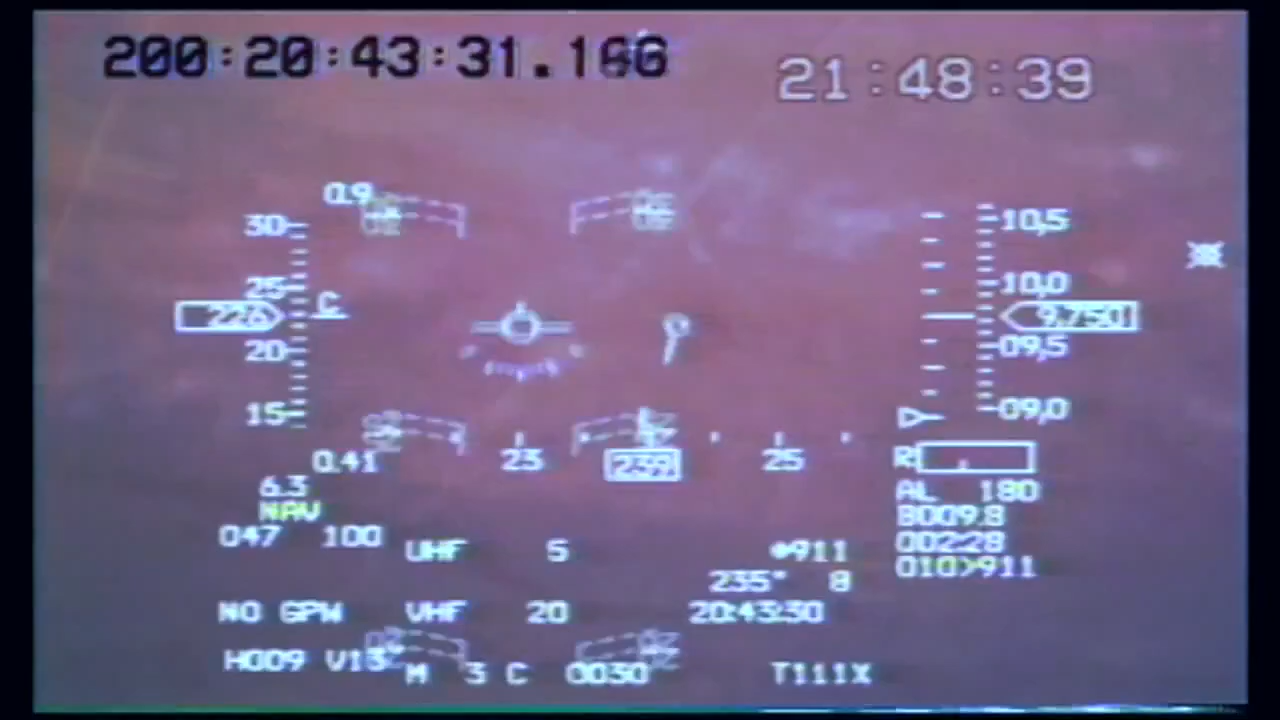 200:20:43:31.166
21:48:39
0.9
30 10,5
25 C 10,0
226 9,750
20 09,5
15 09,0
23 239 25
0.41 R
6.3 AL 180
NAV B009.8
047 100 002:28
UHF 5 911
235° 8 010>911
NO GPW VHF 20 20:43:30
H009 V13
M 3 C 0030 T111X